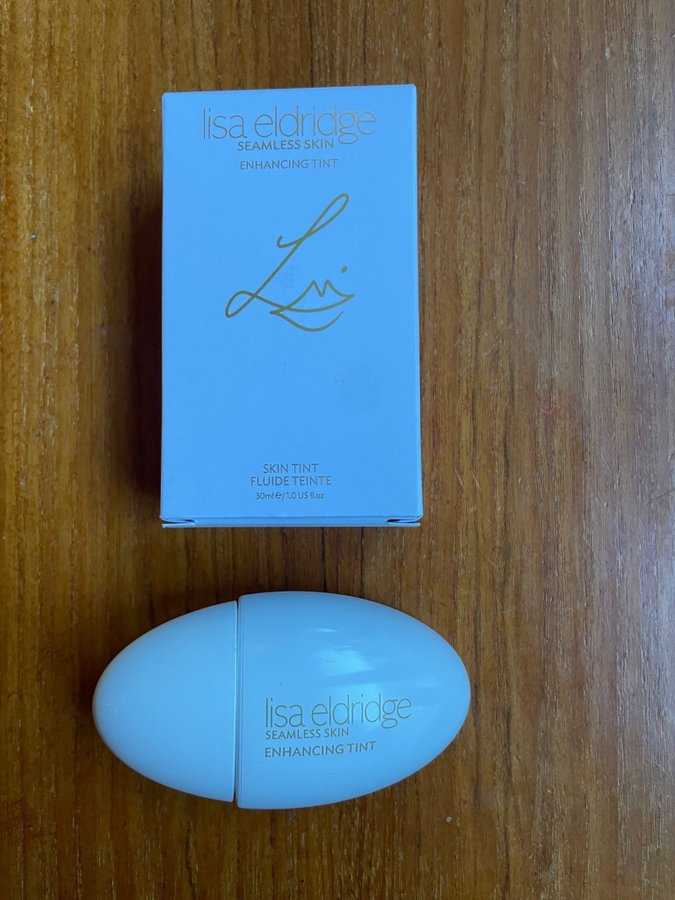 lisa eldridge
SEAMLESS SKIN
ENHANCING TINT
SKIN TINT
FLUIDE TEINTE
30ml ℮/1.0 US fl.oz.
lisa eldridge
SEAMLESS SKIN
ENHANCING TINT